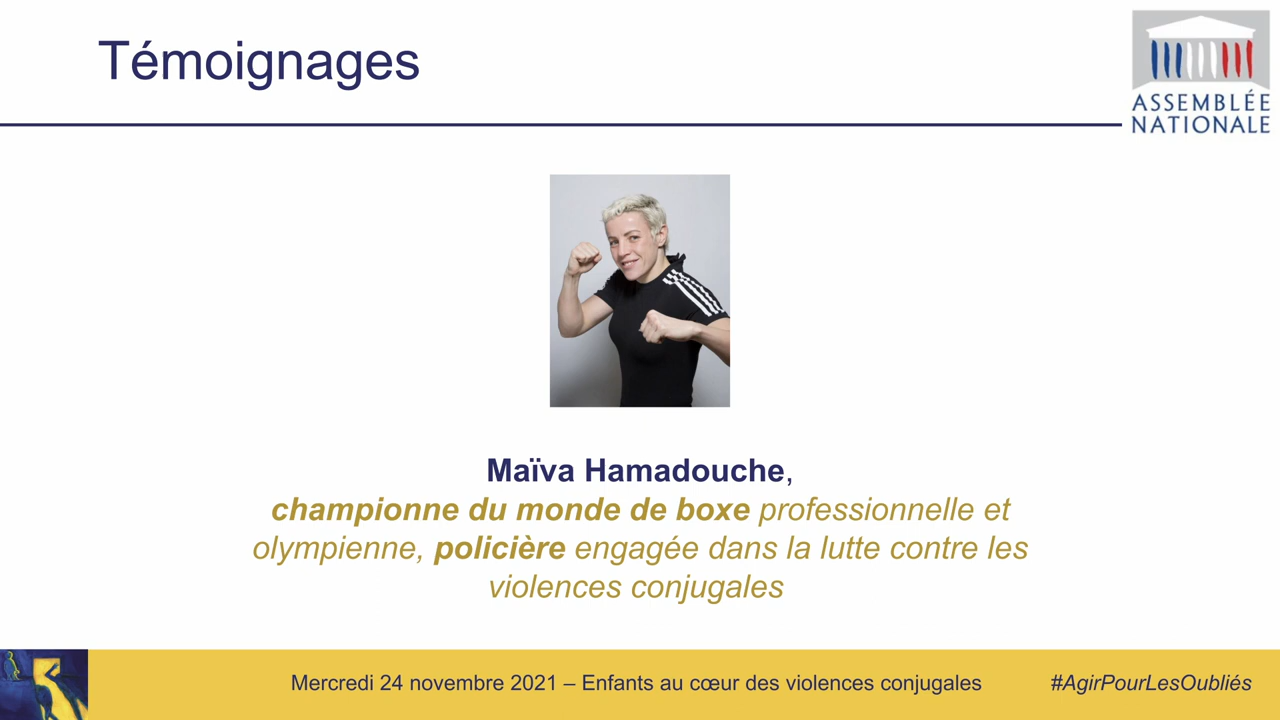 Témoignages
ASSEMBLÉE
NATIONALE
Maïva Hamadouche,
championne du monde de boxe professionnelle et
olympienne, policière engagée dans la lutte contre les
violences conjugales
Mercredi 24 novembre 2021 – Enfants au cœur des violences conjugales #AgirPourLesOubliés